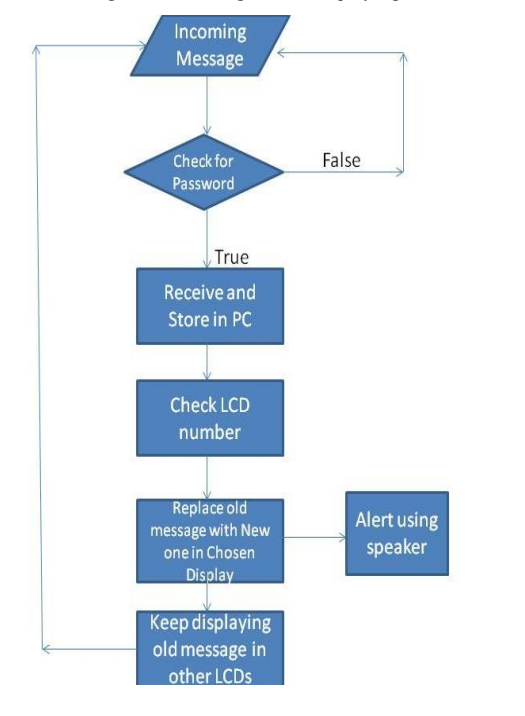 Incoming
Message
Check for
Password
False
True
Receive and
Store in PC
Check LCD
number
Replace old
message with New
one in Chosen
Display
Alert using
speaker
Keep displaying
old message in
other LCDs